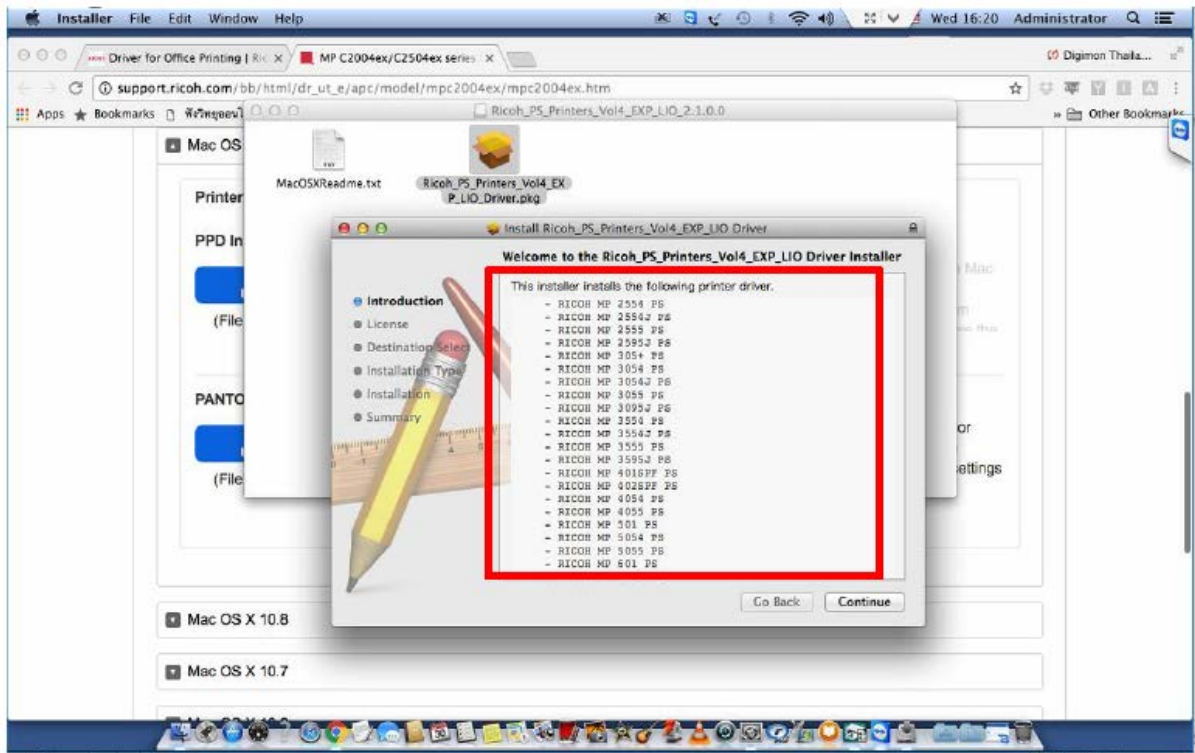 Installer File Edit Window Help
Wed 16:20 Administrator
Driver for Office Printing | Ric
MP C2004ex/C2504ex series
Digimon Thaila...
support.ricoh.com/bb/html/dr_ut_e/apc/model/mpc2004ex/mpc2004ex.htm
Apps Bookmarks
» Other Bookmarks
Ricoh_PS_Printers_Vol4_EXP_LIO_2.1.0.0
Mac OS
MacOSXReadme.txt
Ricoh_PS_Printers_Vol4_EX
P_LIO_Driver.pkg
Printer
PPD In
(File
PANTO
(File
Mac
or
settings
Install Ricoh_PS_Printers_Vol4_EXP_LIO Driver
Welcome to the Ricoh_PS_Printers_Vol4_EXP_LIO Driver Installer
Introduction
License
Destination Select
Installation Type
Installation
Summary
This installer installs the following printer driver.
- RICOH MP 2554 PS
- RICOH MP 2554J PS
- RICOH MP 2555 PS
- RICOH MP 2595J PS
- RICOH MP 305+ PS
- RICOH MP 3054 PS
- RICOH MP 3054J PS
- RICOH MP 3055 PS
- RICOH MP 3095J PS
- RICOH MP 3554 PS
- RICOH MP 3554J PS
- RICOH MP 3555 PS
- RICOH MP 3595J PS
- RICOH MP 401SPF PS
- RICOH MP 402SPF PS
- RICOH MP 4054 PS
- RICOH MP 4055 PS
- RICOH MP 501 PS
- RICOH MP 5054 PS
- RICOH MP 5055 PS
- RICOH MP 601 PS
Go Back Continue
Mac OS X 10.8
Mac OS X 10.7